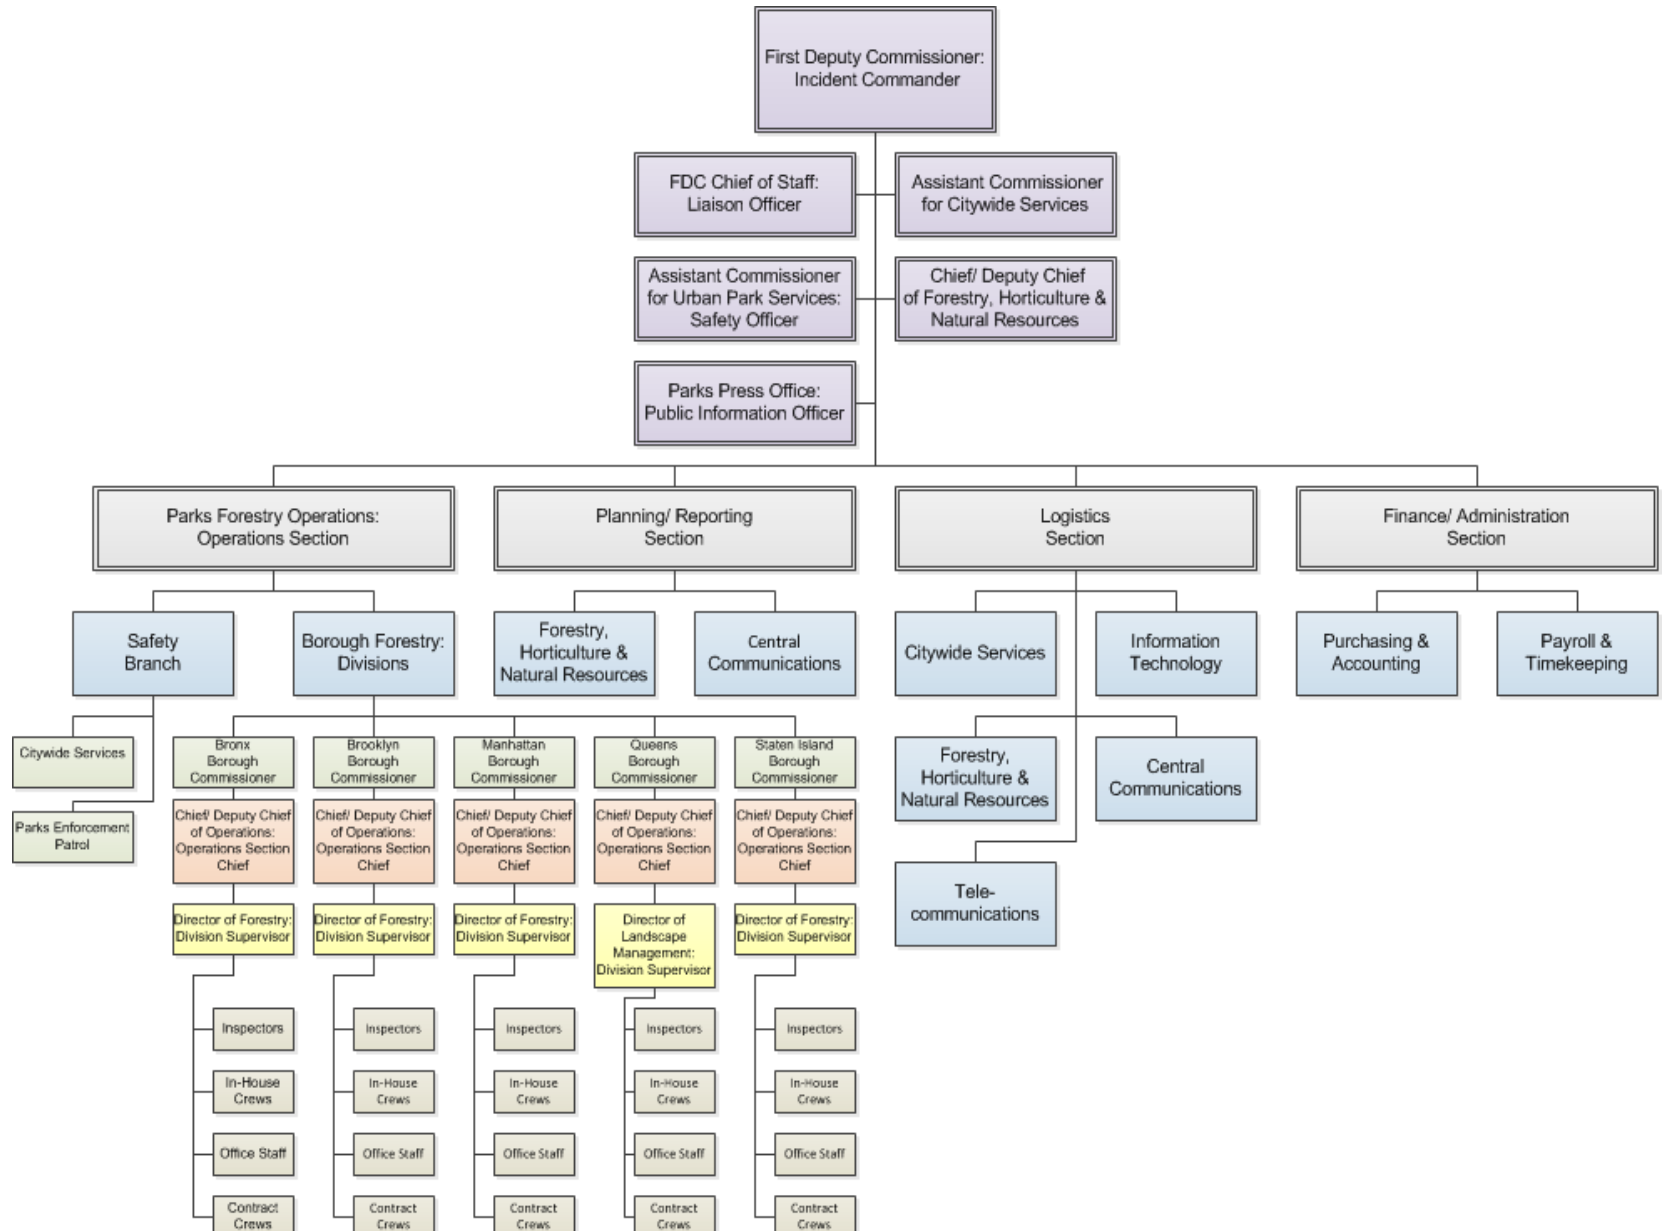 First Deputy Commissioner:
Incident Commander
FDC Chief of Staff:
Liaison Officer
Assistant Commissioner
for Citywide Services
Assistant Commissioner
for Urban Park Services:
Safety Officer
Chief/ Deputy Chief
of Forestry, Horticulture &
Natural Resources
Parks Press Office:
Public Information Officer
Parks Forestry Operations:
Operations Section
Planning/ Reporting
Section
Logistics
Section
Finance/ Administration
Section
Safety
Branch
Borough Forestry:
Divisions
Forestry,
Horticulture &
Natural Resources
Central
Communications
Citywide Services
Information
Technology
Purchasing &
Accounting
Payroll &
Timekeeping
Citywide Services
Parks Enforcement
Patrol
Bronx
Borough
Commissioner
Brooklyn
Borough
Commissioner
Manhattan
Borough
Commissioner
Queens
Borough
Commissioner
Staten Island
Borough
Commissioner
Forestry,
Horticulture &
Natural Resources
Central
Communications
Chief/ Deputy Chief
of Operations:
Operations Section
Chief
Chief/ Deputy Chief
of Operations:
Operations Section
Chief
Chief/ Deputy Chief
of Operations:
Operations Section
Chief
Chief/ Deputy Chief
of Operations:
Operations Section
Chief
Chief/ Deputy Chief
of Operations:
Operations Section
Chief
Tele-
communications
Director of Forestry:
Division Supervisor
Director of Forestry:
Division Supervisor
Director of Forestry:
Division Supervisor
Director of
Landscape
Management:
Division Supervisor
Director of Forestry:
Division Supervisor
Inspectors
Inspectors
Inspectors
Inspectors
Inspectors
In-House
Crews
In-House
Crews
In-House
Crews
In-House
Crews
In-House
Crews
Office Staff
Office Staff
Office Staff
Office Staff
Office Staff
Contract
Crews
Contract
Crews
Contract
Crews
Contract
Crews
Contract
Crews